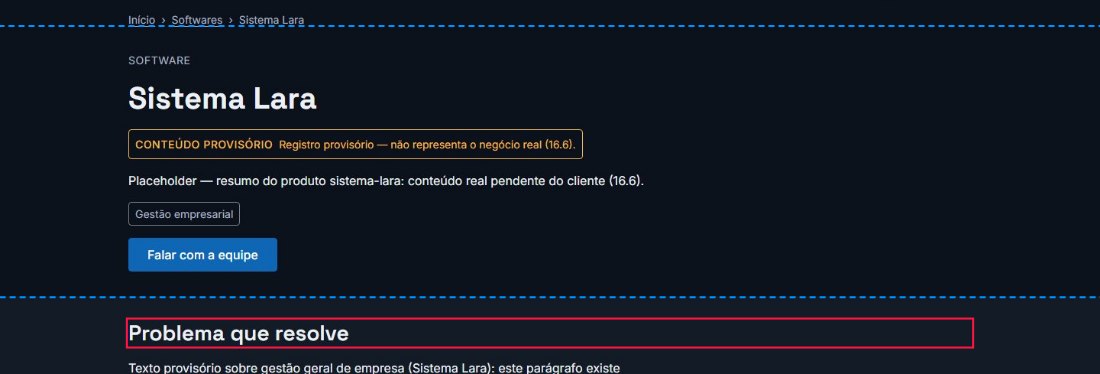 Início › Softwares › Sistema Lara
SOFTWARE
Sistema Lara
CONTEÚDO PROVISÓRIO Registro provisório — não representa o negócio real (16.6).
Placeholder — resumo do produto sistema-lara: conteúdo real pendente do cliente (16.6).
Gestão empresarial
Falar com a equipe
Problema que resolve
Texto provisório sobre gestão geral de empresa (Sistema Lara): este parágrafo existe